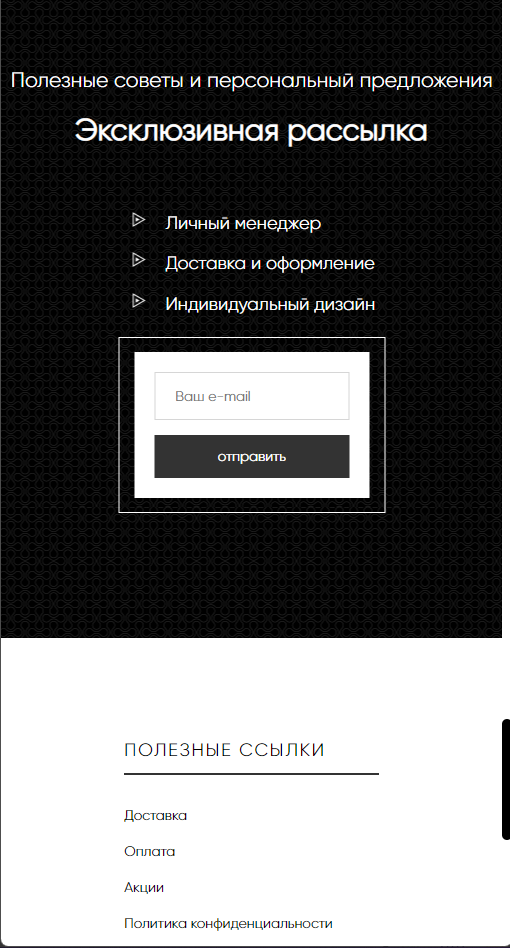 Полезные советы и персональный предложения
Эксклюзивная рассылка
Личный менеджер
Доставка и оформление
Индивидуальный дизайн
Ваш e-mail
отправить
ПОЛЕЗНЫЕ ССЫЛКИ
Доставка
Оплата
Акции
Политика конфиденциальности